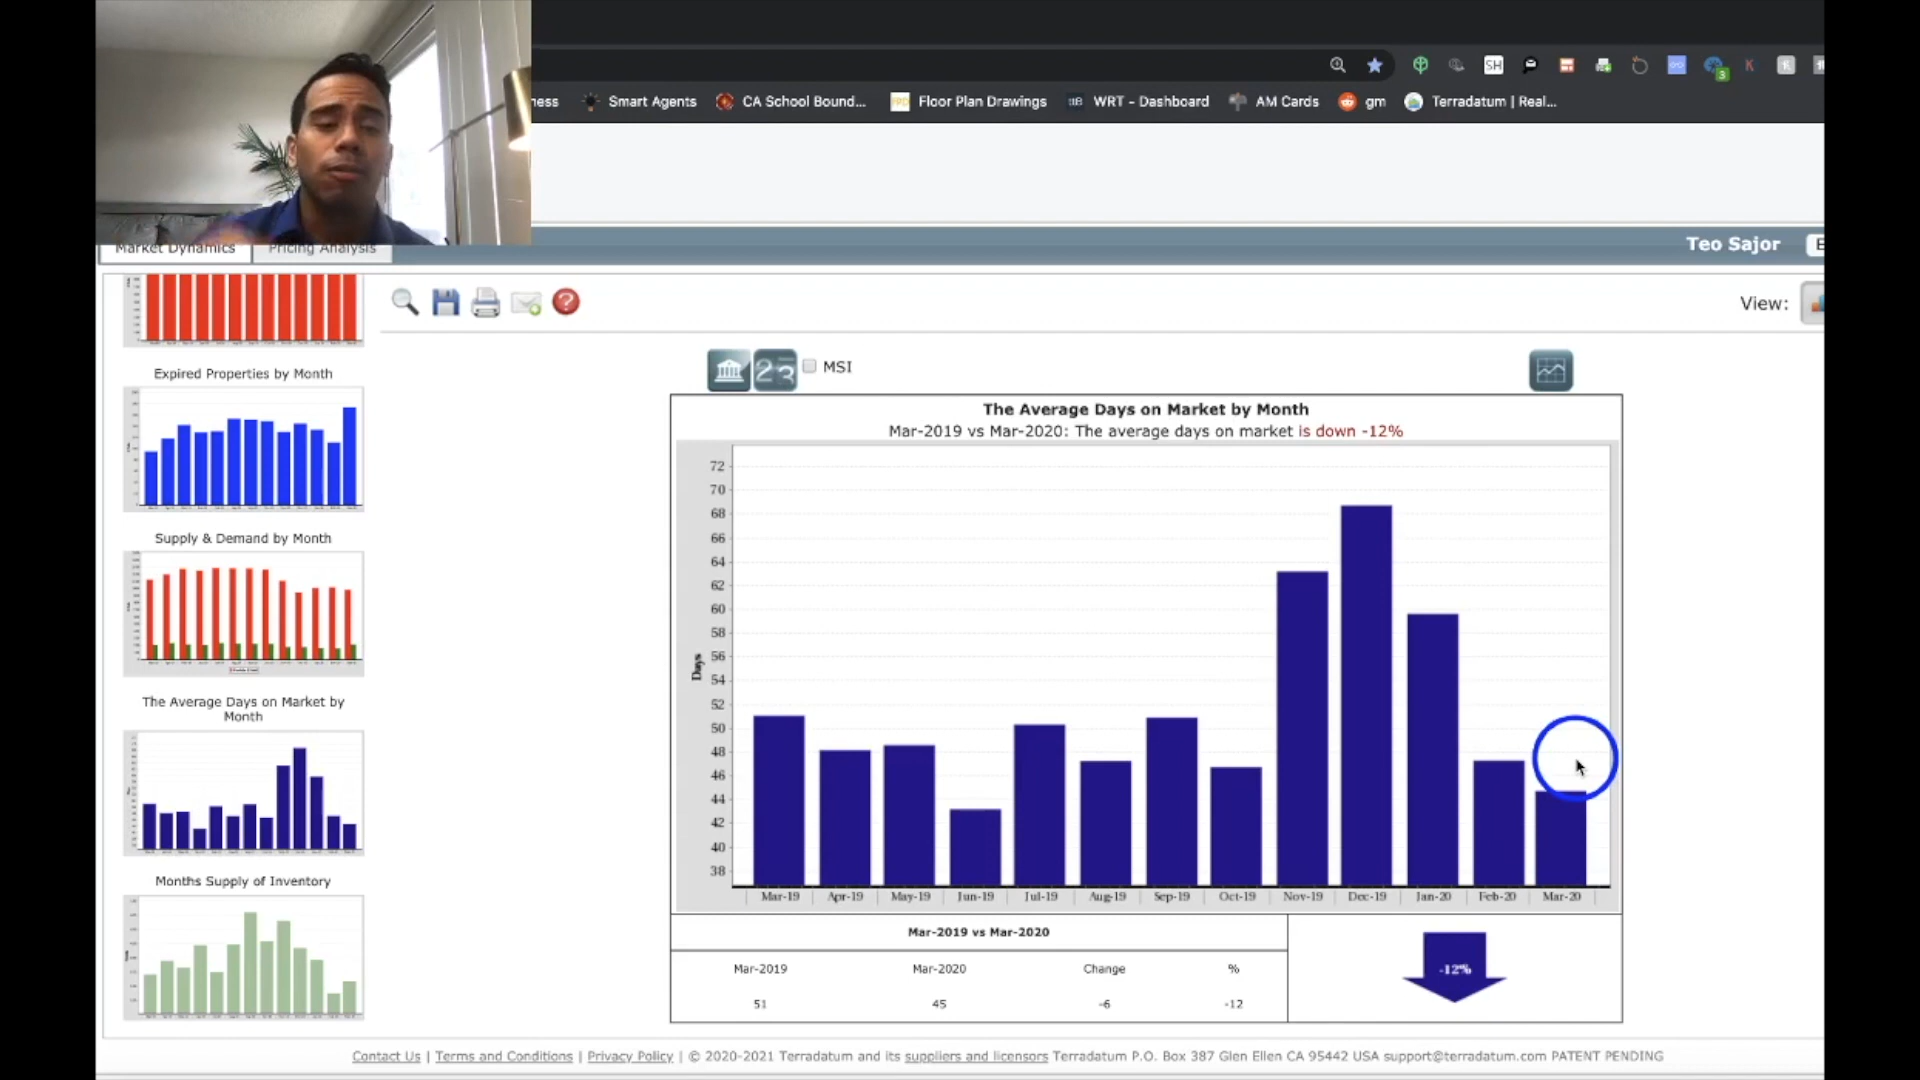 SH
3
K
ness
Smart Agents
CA School Bound...
FPD
Floor Plan Drawings
WRT - Dashboard
AM Cards
gm
Terradatum | Real...
Market Dynamics
Pricing Analysis
Teo Sajor
E
View:
Expired Properties by Month
Supply & Demand by Month
The Average Days on Market by
Month
Months Supply of Inventory
23
MSI
The Average Days on Market by Month
Mar-2019 vs Mar-2020: The average days on market is down -12%
72
70
68
66
64
62
60
58
56
54
52
50
48
46
44
42
40
38
Days
Mar-19 Apr-19 May-19 Jun-19 Jul-19 Aug-19 Sep-19 Oct-19 Nov-19 Dec-19 Jan-20 Feb-20 Mar-20
Mar-2019 vs Mar-2020
Mar-2019 Mar-2020 Change %
51 45 -6 -12
-12%
Contact Us | Terms and Conditions | Privacy Policy | © 2020-2021 Terradatum and its suppliers and licensors Terradatum P.O. Box 387 Glen Ellen CA 95442 USA support@terradatum.com PATENT PENDING